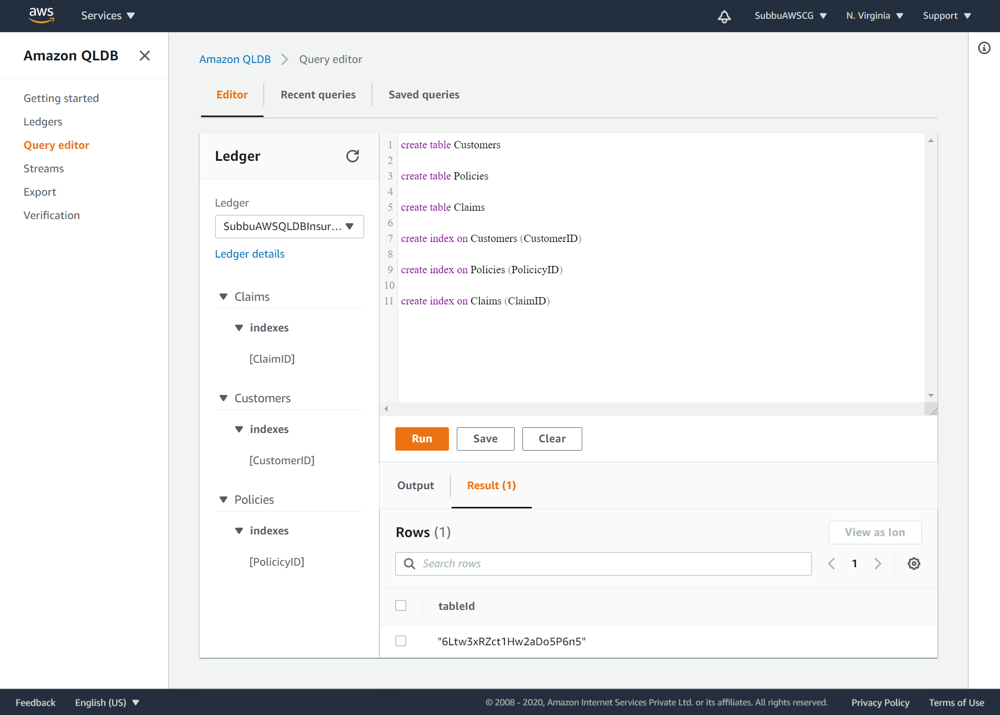 aws
Services
SubbuAWSCG
N. Virginia
Support
Amazon QLDB
Getting started
Ledgers
Query editor
Streams
Export
Verification
Amazon QLDB
Query editor
Editor
Recent queries
Saved queries
Ledger
Ledger
SubbuAWSQLDBInsur...
Ledger details
Claims
indexes
[ClaimID]
Customers
indexes
[CustomerID]
Policies
indexes
[PolicicyID]
1 create table Customers
2
3 create table Policies
4
5 create table Claims
6
7 create index on Customers (CustomerID)
8
9 create index on Policies (PolicicyID)
10
11 create index on Claims (ClaimID)
Run
Save
Clear
Output
Result (1)
Rows (1)
View as Ion
Search rows
1
tableId
"6Ltw3xRZct1Hw2aDo5P6n5"
Feedback
English (US)
© 2008 - 2020, Amazon Internet Services Private Ltd. or its affiliates. All rights reserved.
Privacy Policy
Terms of Use